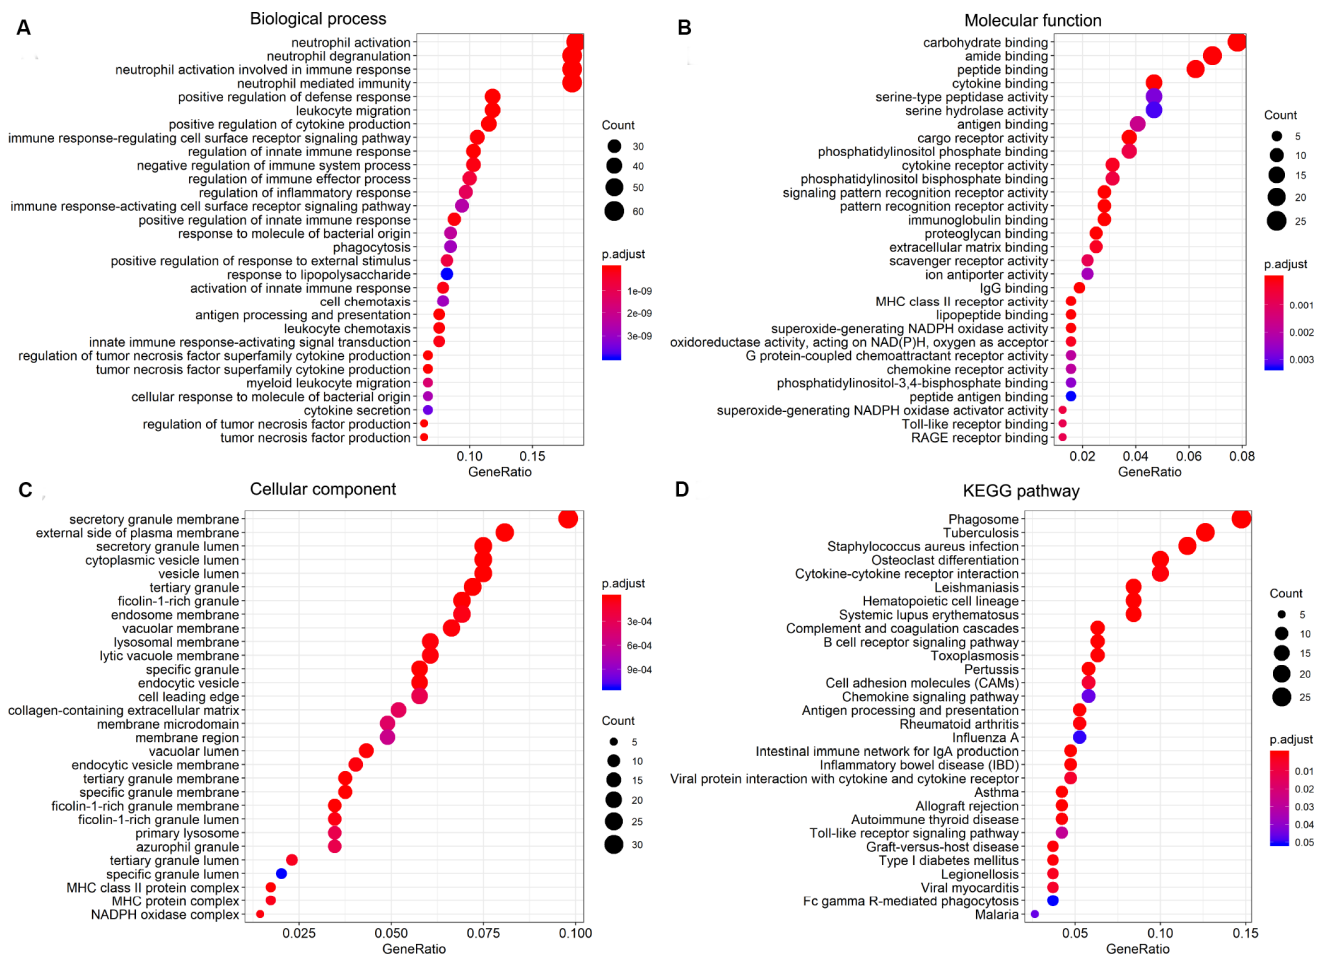 A
Biological process
neutrophil activation
neutrophil degranulation
neutrophil activation involved in immune response
neutrophil mediated immunity
positive regulation of defense response
leukocyte migration
positive regulation of cytokine production
immune response-regulating cell surface receptor signaling pathway
regulation of innate immune response
negative regulation of immune system process
regulation of immune effector process
regulation of inflammatory response
immune response-activating cell surface receptor signaling pathway
positive regulation of innate immune response
response to molecule of bacterial origin
phagocytosis
positive regulation of response to external stimulus
response to lipopolysaccharide
activation of innate immune response
cell chemotaxis
antigen processing and presentation
leukocyte chemotaxis
innate immune response-activating signal transduction
regulation of tumor necrosis factor superfamily cytokine production
tumor necrosis factor superfamily cytokine production
myeloid leukocyte migration
cellular response to molecule of bacterial origin
cytokine secretion
regulation of tumor necrosis factor production
tumor necrosis factor production
0.10 0.15
GeneRatio
Count
30
40
50
60
p.adjust
1e-09
2e-09
3e-09
B
Molecular function
carbohydrate binding
amide binding
peptide binding
cytokine binding
serine-type peptidase activity
serine hydrolase activity
antigen binding
cargo receptor activity
phosphatidylinositol phosphate binding
cytokine receptor activity
phosphatidylinositol bisphosphate binding
signaling pattern recognition receptor activity
pattern recognition receptor activity
immunoglobulin binding
proteoglycan binding
extracellular matrix binding
scavenger receptor activity
ion antiporter activity
IgG binding
MHC class II receptor activity
lipopeptide binding
superoxide-generating NADPH oxidase activity
oxidoreductase activity, acting on NAD(P)H, oxygen as acceptor
G protein-coupled chemoattractant receptor activity
chemokine receptor activity
phosphatidylinositol-3,4-bisphosphate binding
peptide antigen binding
superoxide-generating NADPH oxidase activator activity
Toll-like receptor binding
RAGE receptor binding
0.02 0.04 0.06 0.08
GeneRatio
Count
5
10
15
20
25
p.adjust
0.001
0.002
0.003
C
Cellular component
secretory granule membrane
external side of plasma membrane
secretory granule lumen
cytoplasmic vesicle lumen
vesicle lumen
tertiary granule
ficolin-1-rich granule
endosome membrane
vacuolar membrane
lysosomal membrane
lytic vacuole membrane
specific granule
endocytic vesicle
cell leading edge
collagen-containing extracellular matrix
membrane microdomain
membrane region
vacuolar lumen
endocytic vesicle membrane
tertiary granule membrane
specific granule membrane
ficolin-1-rich granule membrane
ficolin-1-rich granule lumen
primary lysosome
azurophil granule
tertiary granule lumen
specific granule lumen
MHC class II protein complex
MHC protein complex
NADPH oxidase complex
0.025 0.050 0.075 0.100
GeneRatio
p.adjust
3e-04
6e-04
9e-04
Count
5
10
15
20
25
30
D
KEGG pathway
Phagosome
Tuberculosis
Staphylococcus aureus infection
Osteoclast differentiation
Cytokine-cytokine receptor interaction
Leishmaniasis
Hematopoietic cell lineage
Systemic lupus erythematosus
Complement and coagulation cascades
B cell receptor signaling pathway
Toxoplasmosis
Pertussis
Cell adhesion molecules (CAMs)
Chemokine signaling pathway
Antigen processing and presentation
Rheumatoid arthritis
Influenza A
Intestinal immune network for IgA production
Inflammatory bowel disease (IBD)
Viral protein interaction with cytokine and cytokine receptor
Asthma
Allograft rejection
Autoimmune thyroid disease
Toll-like receptor signaling pathway
Graft-versus-host disease
Type I diabetes mellitus
Legionellosis
Viral myocarditis
Fc gamma R-mediated phagocytosis
Malaria
0.05 0.10 0.15
GeneRatio
Count
5
10
15
20
25
p.adjust
0.01
0.02
0.03
0.04
0.05